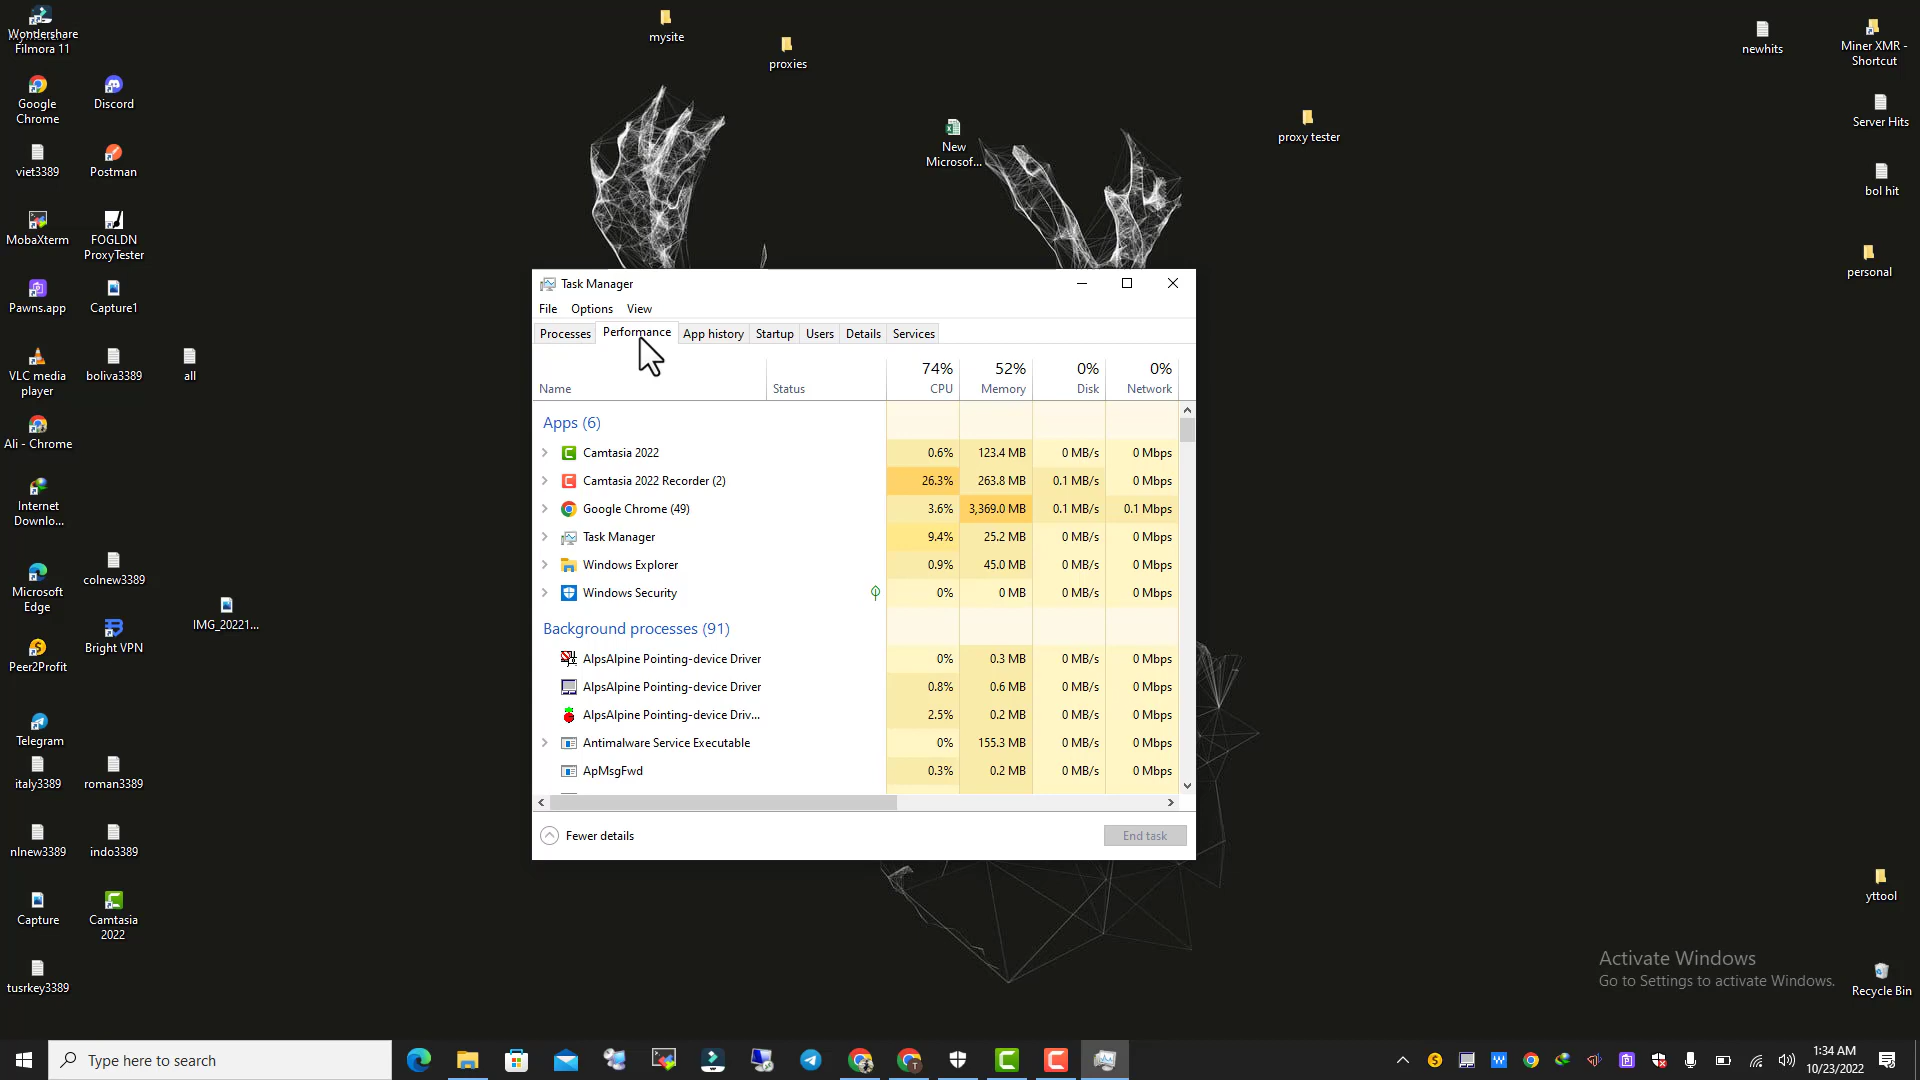 Wondershare
Filmora 11
Google
Chrome
Discord
viet3389
Postman
MobaXterm
FOGLDN
ProxyTester
Pawns.app
Capture1
VLC media
player
boliva3389
all
Ali - Chrome
Internet
Downlo...
Microsoft
Edge
colnew3389
IMG_20221...
Bright VPN
Peer2Profit
Telegram
italy3389
roman3389
nlnew3389
indo3389
Capture
Camtasia
2022
tusrkey3389
mysite
proxies
New
Microsof...
proxy tester
newhits
Miner XMR -
Shortcut
Server Hits
bol hit
personal
yttool
Recycle Bin
Task Manager
File Options View
Processes Performance App history Startup Users Details Services
74% 52% 0% 0%
Name Status CPU Memory Disk Network
Apps (6)
Camtasia 2022 0.6% 123.4 MB 0 MB/s 0 Mbps
Camtasia 2022 Recorder (2) 26.3% 263.8 MB 0.1 MB/s 0 Mbps
Google Chrome (49) 3.6% 3,369.0 MB 0.1 MB/s 0.1 Mbps
Task Manager 9.4% 25.2 MB 0 MB/s 0 Mbps
Windows Explorer 0.9% 45.0 MB 0 MB/s 0 Mbps
Windows Security 0% 0 MB 0 MB/s 0 Mbps
Background processes (91)
AlpsAlpine Pointing-device Driver 0% 0.3 MB 0 MB/s 0 Mbps
AlpsAlpine Pointing-device Driver 0.8% 0.6 MB 0 MB/s 0 Mbps
AlpsAlpine Pointing-device Driv... 2.5% 0.2 MB 0 MB/s 0 Mbps
Antimalware Service Executable 0% 155.3 MB 0 MB/s 0 Mbps
ApMsgFwd 0.3% 0.2 MB 0 MB/s 0 Mbps
Fewer details
End task
Activate Windows
Go to Settings to activate Windows.
Type here to search
1:34 AM
10/23/2022